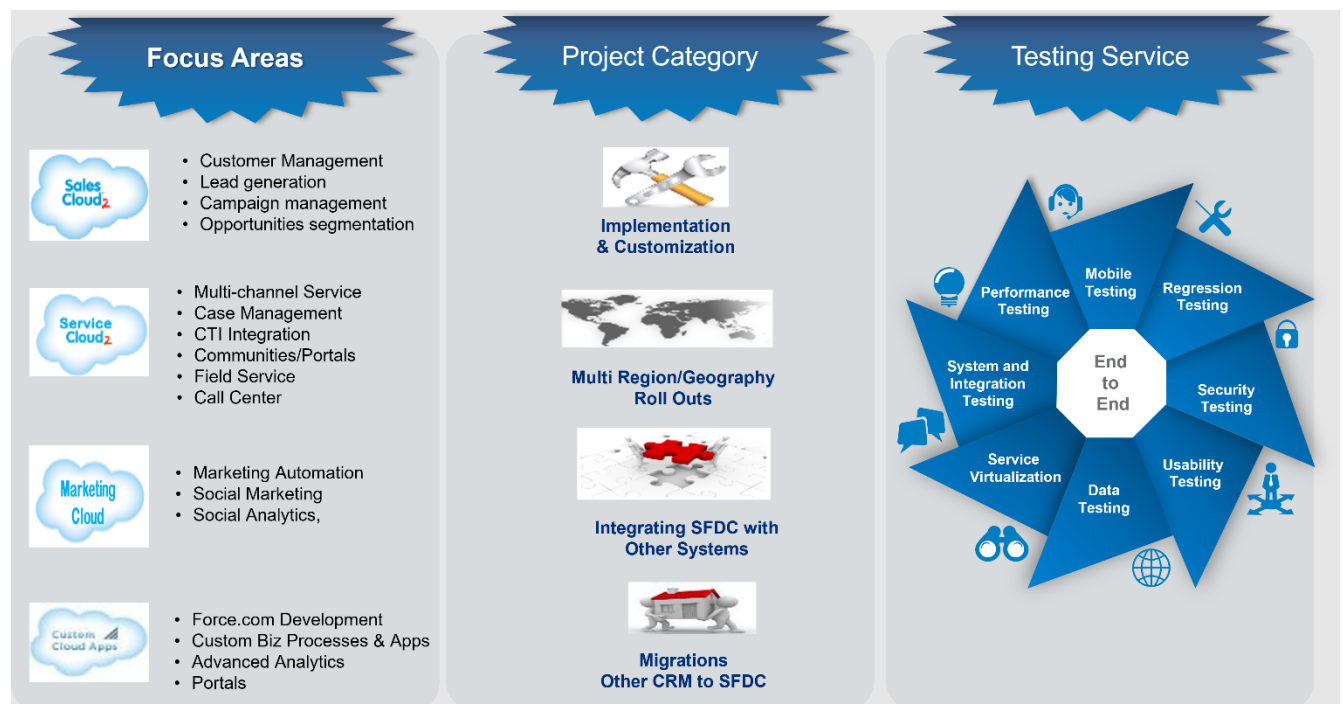 Focus Areas
Sales
Cloud2
• Customer Management
• Lead generation
• Campaign management
• Opportunities segmentation
Service
Cloud2
• Multi-channel Service
• Case Management
• CTI Integration
• Communities/Portals
• Field Service
• Call Center
Marketing
Cloud
• Marketing Automation
• Social Marketing
• Social Analytics,
Custom
Cloud Apps
• Force.com Development
• Custom Biz Processes & Apps
• Advanced Analytics
• Portals
Project Category
Implementation
& Customization
Multi Region/Geography
Roll Outs
Integrating SFDC with
Other Systems
Migrations
Other CRM to SFDC
Testing Service
Mobile
Testing
Regression
Testing
Security
Testing
Usability
Testing
Data
Testing
Service
Virtualization
System and
Integration
Testing
Performance
Testing
End
to
End